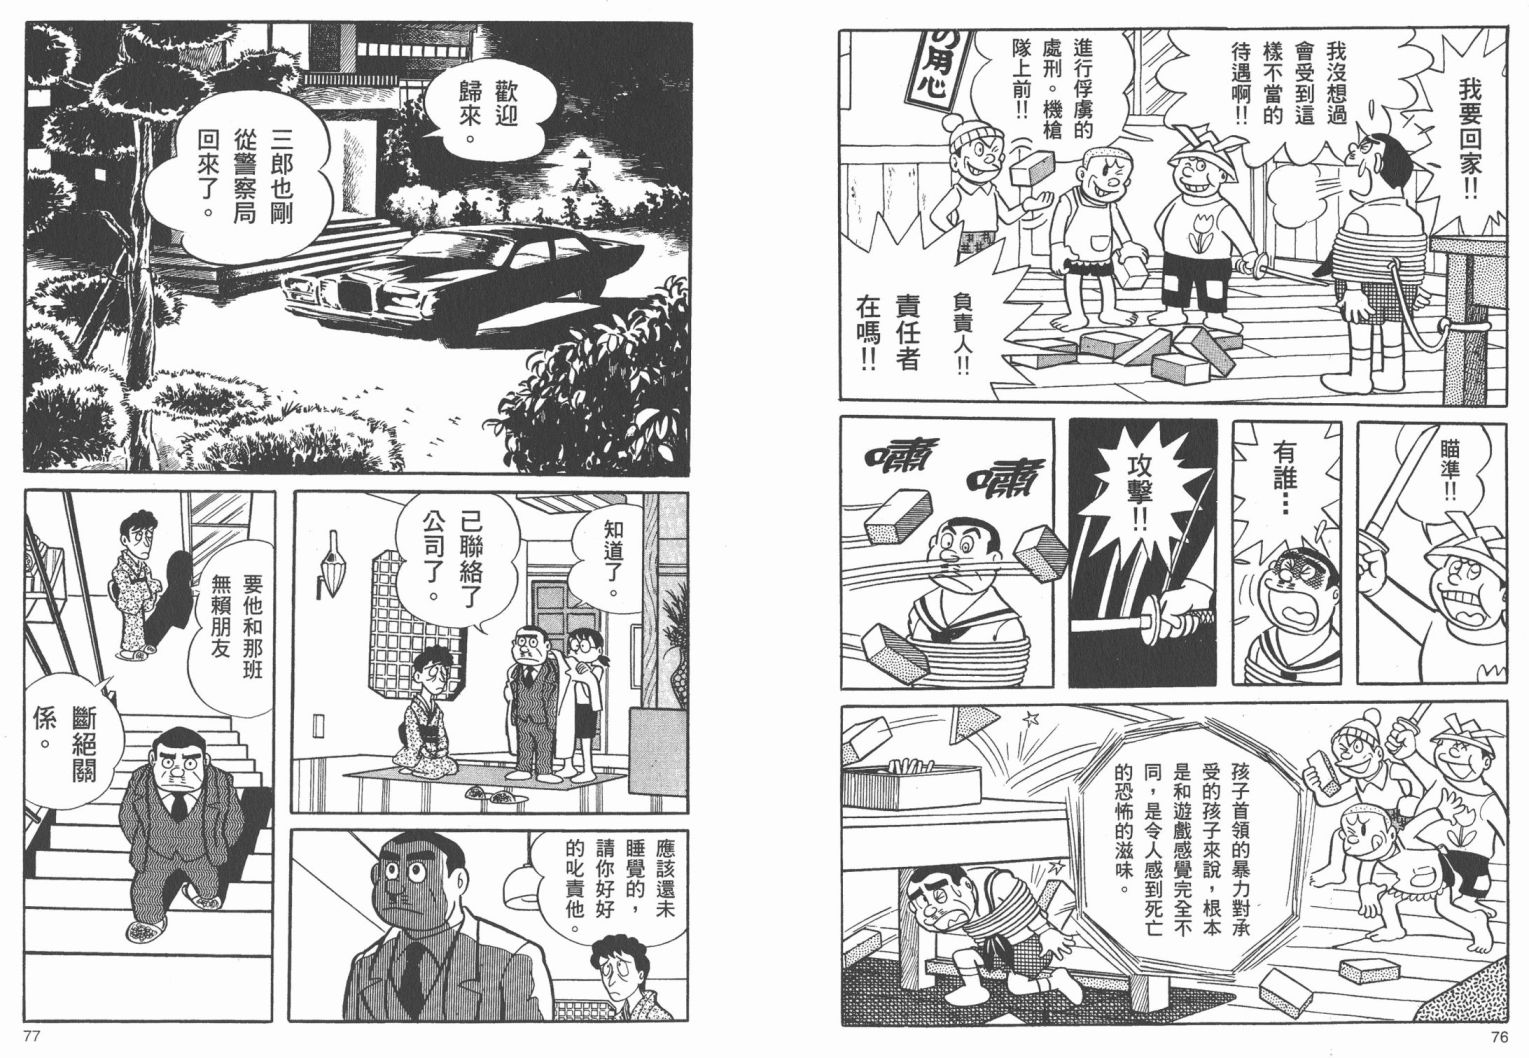 我要回家!!
我沒想過
會受到這
樣不當的
待遇啊!!
進行俘虜的
處刑。機槍
隊上前!!
の用心
負責人!!
責任者
在嗎!!
瞄準!!
有誰…
攻擊!!
嘯
嘯
孩子首領的暴力對承
受的孩子來說，根本
是和遊戲感覺完全不
同，是令人感到死亡
的恐怖的滋味。
76
歡迎
歸來。
三郎也剛
從警察局
回來了。
知道了。
已聯絡了
公司了。
要他和那班
無賴朋友
斷絕關
係。
應該還未
睡覺的，
請你好好
的叱責他。
77